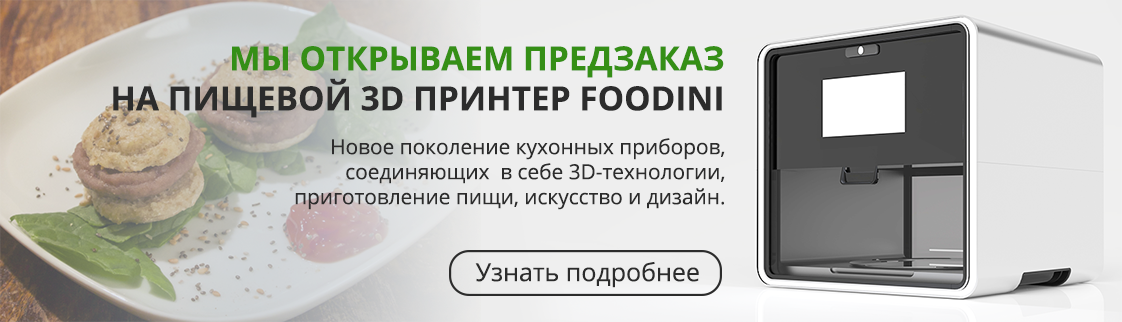 МЫ ОТКРЫВАЕМ ПРЕДЗАКАЗ
НА ПИЩЕВОЙ 3D ПРИНТЕР FOODINI
Новое поколение кухонных приборов,
соединяющих в себе 3D-технологии,
приготовление пищи, искусство и дизайн.
Узнать подробнее